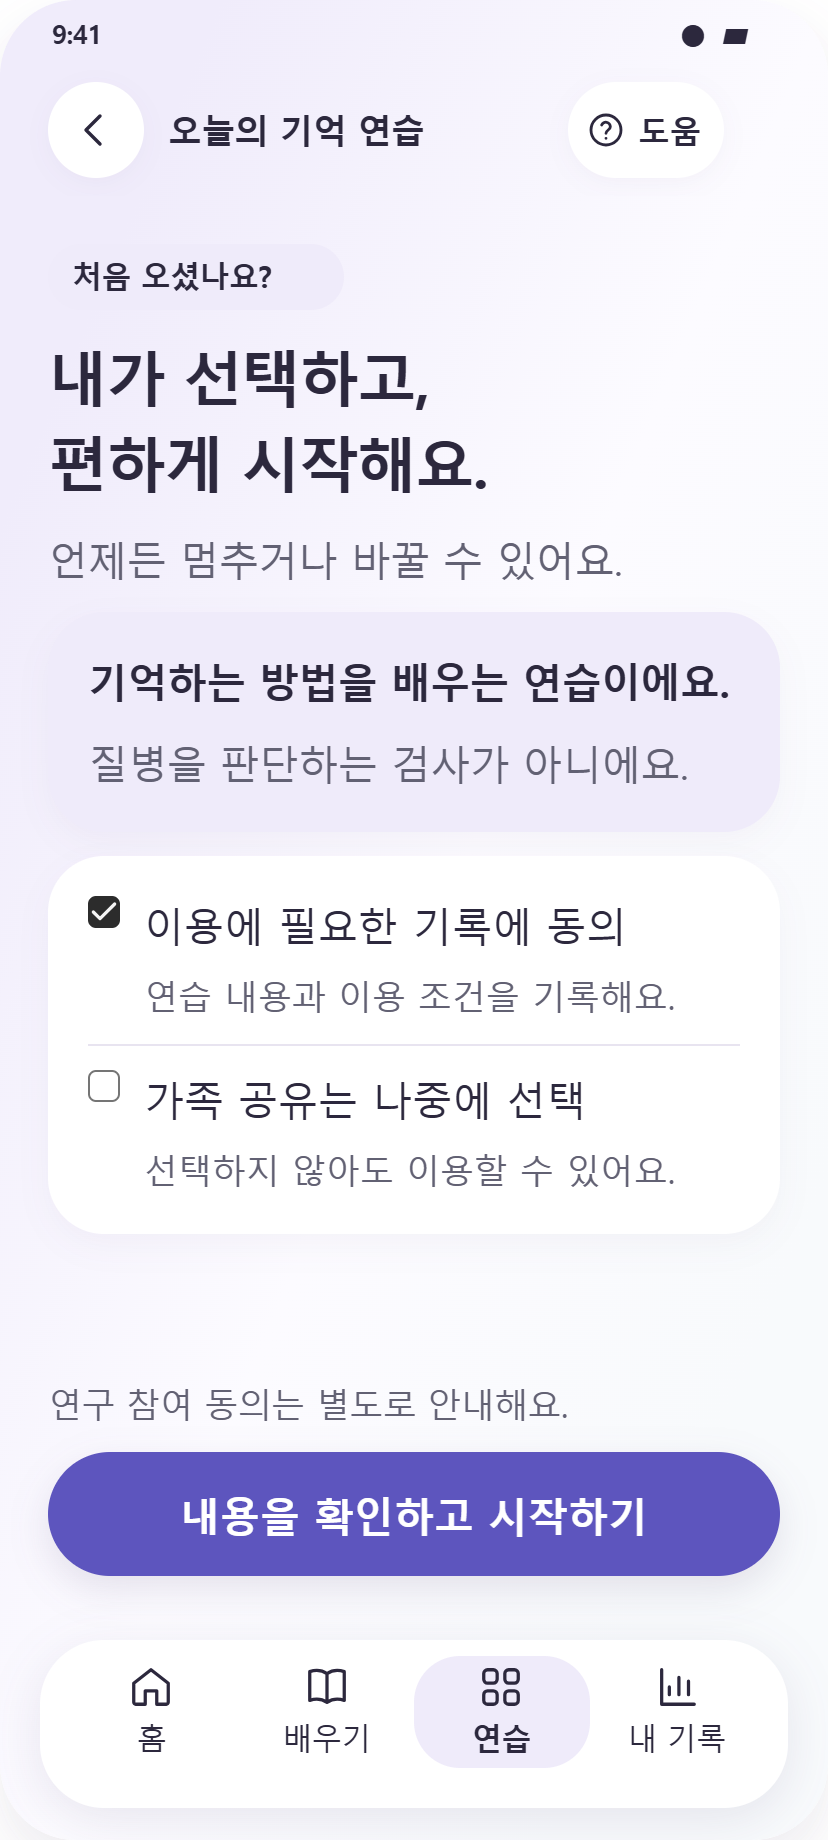 9:41
오늘의 기억 연습
도움
처음 오셨나요?
내가 선택하고,
편하게 시작해요.
언제든 멈추거나 바꿀 수 있어요.
기억하는 방법을 배우는 연습이에요.
질병을 판단하는 검사가 아니에요.
이용에 필요한 기록에 동의
연습 내용과 이용 조건을 기록해요.
가족 공유는 나중에 선택
선택하지 않아도 이용할 수 있어요.
연구 참여 동의는 별도로 안내해요.
내용을 확인하고 시작하기
홈
배우기
연습
내 기록